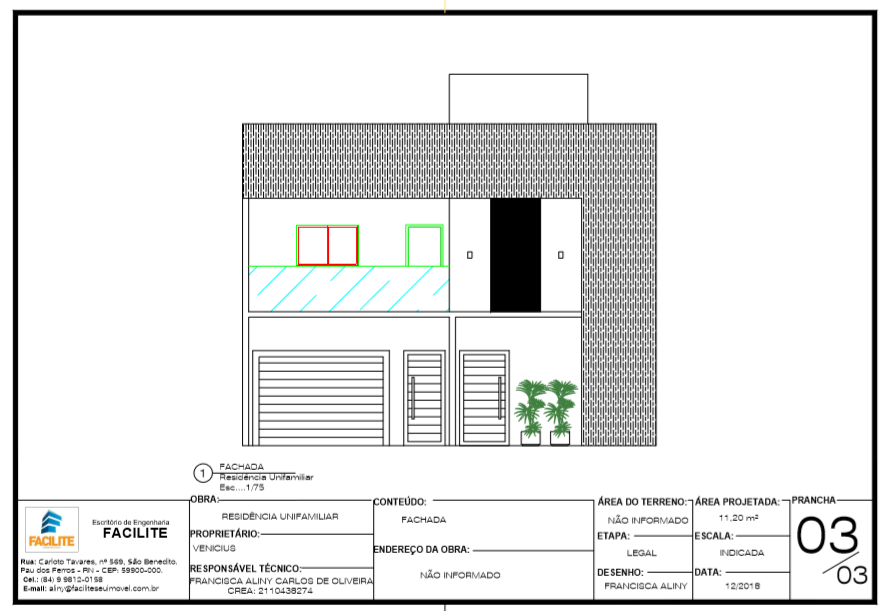 1
FACHADA
Residência Unifamiliar
Esc....1/75
FACILITE
Escritório de Engenharia
FACILITE
Rua: Carloto Tavares, nº 569, São Benedito.
Pau dos Ferros - RN - CEP: 59900-000.
Cel.: (84) 9 9812-0158
E-mail: aliny@faciliteseuimovel.com.br
OBRA:
RESIDÊNCIA UNIFAMILIAR
PROPRIETÁRIO:
VENICIUS
RESPONSÁVEL TÉCNICO:
FRANCISCA ALINY CARLOS DE OLIVEIRA
CREA: 2110438274
CONTEÚDO:
FACHADA
ENDEREÇO DA OBRA:
NÃO INFORMADO
ÁREA DO TERRENO:
NÃO INFORMADO
ETAPA:
LEGAL
DESENHO:
FRANCISCA ALINY
ÁREA PROJETADA:
11,20 m²
ESCALA:
INDICADA
DATA:
12/2018
PRANCHA
03
/03